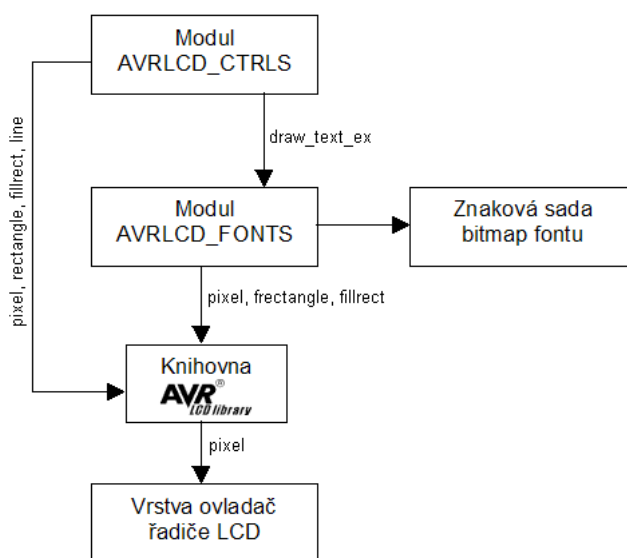 Modul
AVRLCD_CTRLS
draw_text_ex
pixel, rectangle, fillrect, line
Modul
AVRLCD_FONTS
Znaková sada
bitmap fontu
pixel, frectangle, fillrect
Knihovna
AVR®
LCD library
pixel
Vrstva ovladač
řadiče LCD